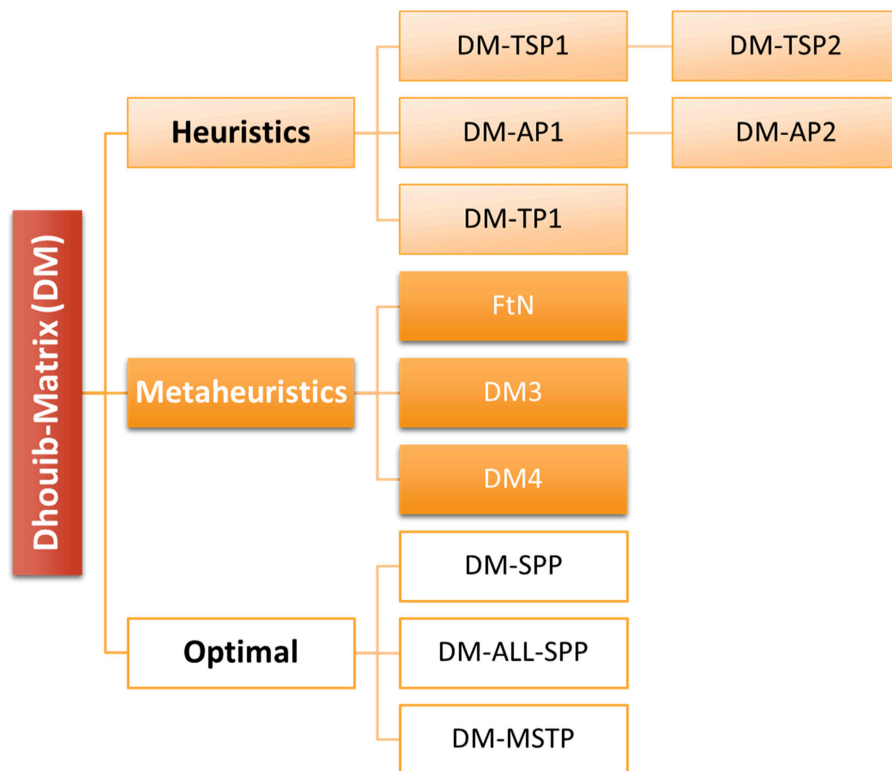 Dhouib-Matrix (DM)
Heuristics
DM-TSP1
DM-TSP2
DM-AP1
DM-AP2
DM-TP1
Metaheuristics
FtN
DM3
DM4
Optimal
DM-SPP
DM-ALL-SPP
DM-MSTP